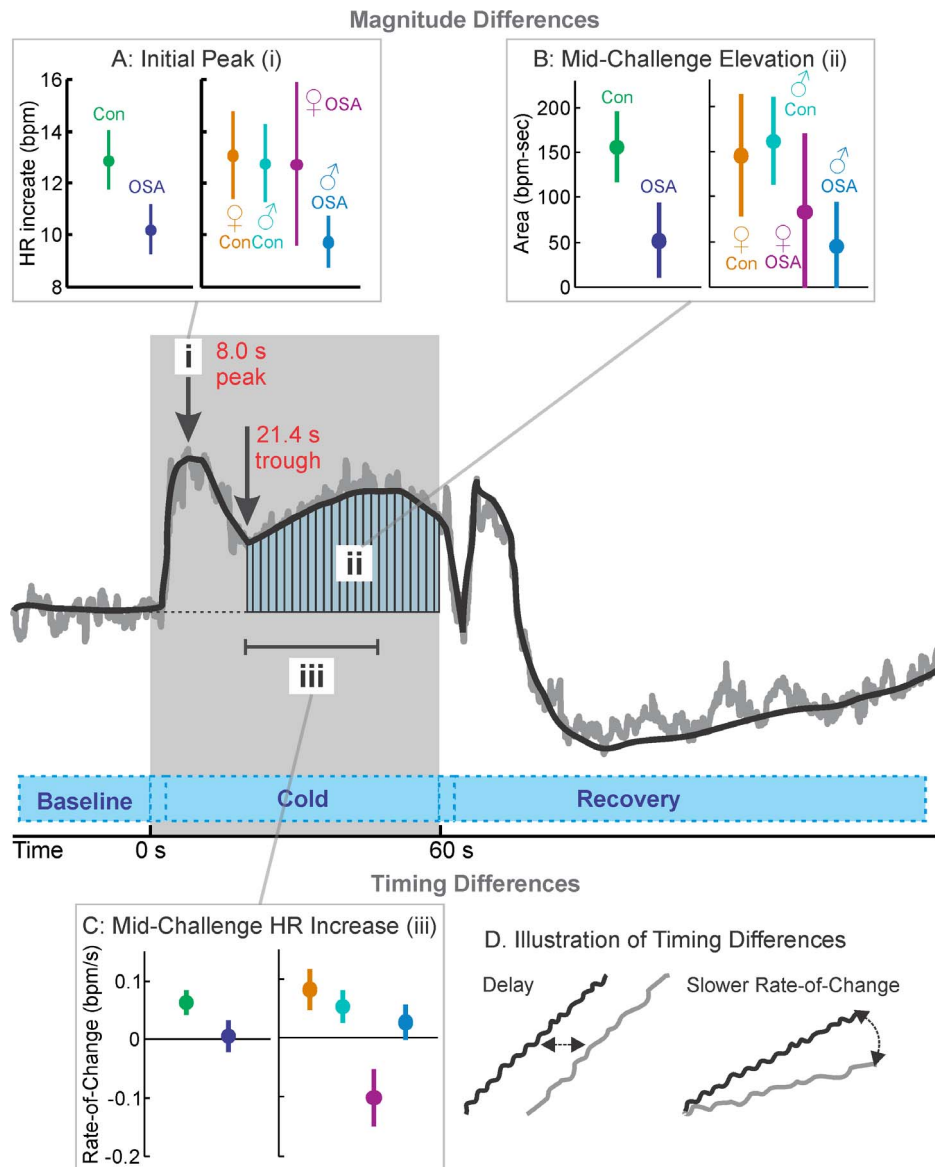 Magnitude Differences
A: Initial Peak (i)
HR increate (bpm)
16
14
12
10
8
Con
OSA
♀
Con
♂
Con
♀ OSA
♂
OSA
B: Mid-Challenge Elevation (ii)
Area (bpm-sec)
200
150
100
50
0
Con
OSA
♀
Con
♂
Con
♀
OSA
♂
OSA
i
8.0 s
peak
21.4 s
trough
ii
iii
Baseline
Cold
Recovery
Time
0 s
60 s
Timing Differences
C: Mid-Challenge HR Increase (iii)
Rate-of-Change (bpm/s)
0.1
0
-0.1
-0.2
D. Illustration of Timing Differences
Delay
Slower Rate-of-Change